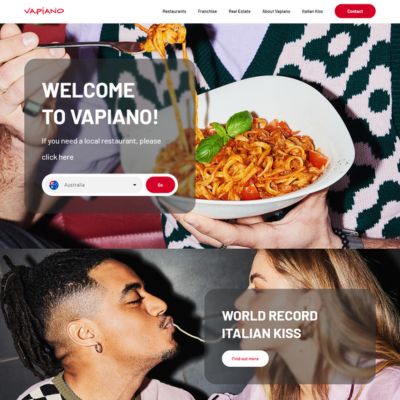 VAPIANO
Restaurants Franchise Real Estate About Vapiano Italian Kiss Contact
WELCOME
TO VAPIANO!
If you need a local restaurant, please
click here
Australia Go
WORLD RECORD
ITALIAN KISS
Find out more